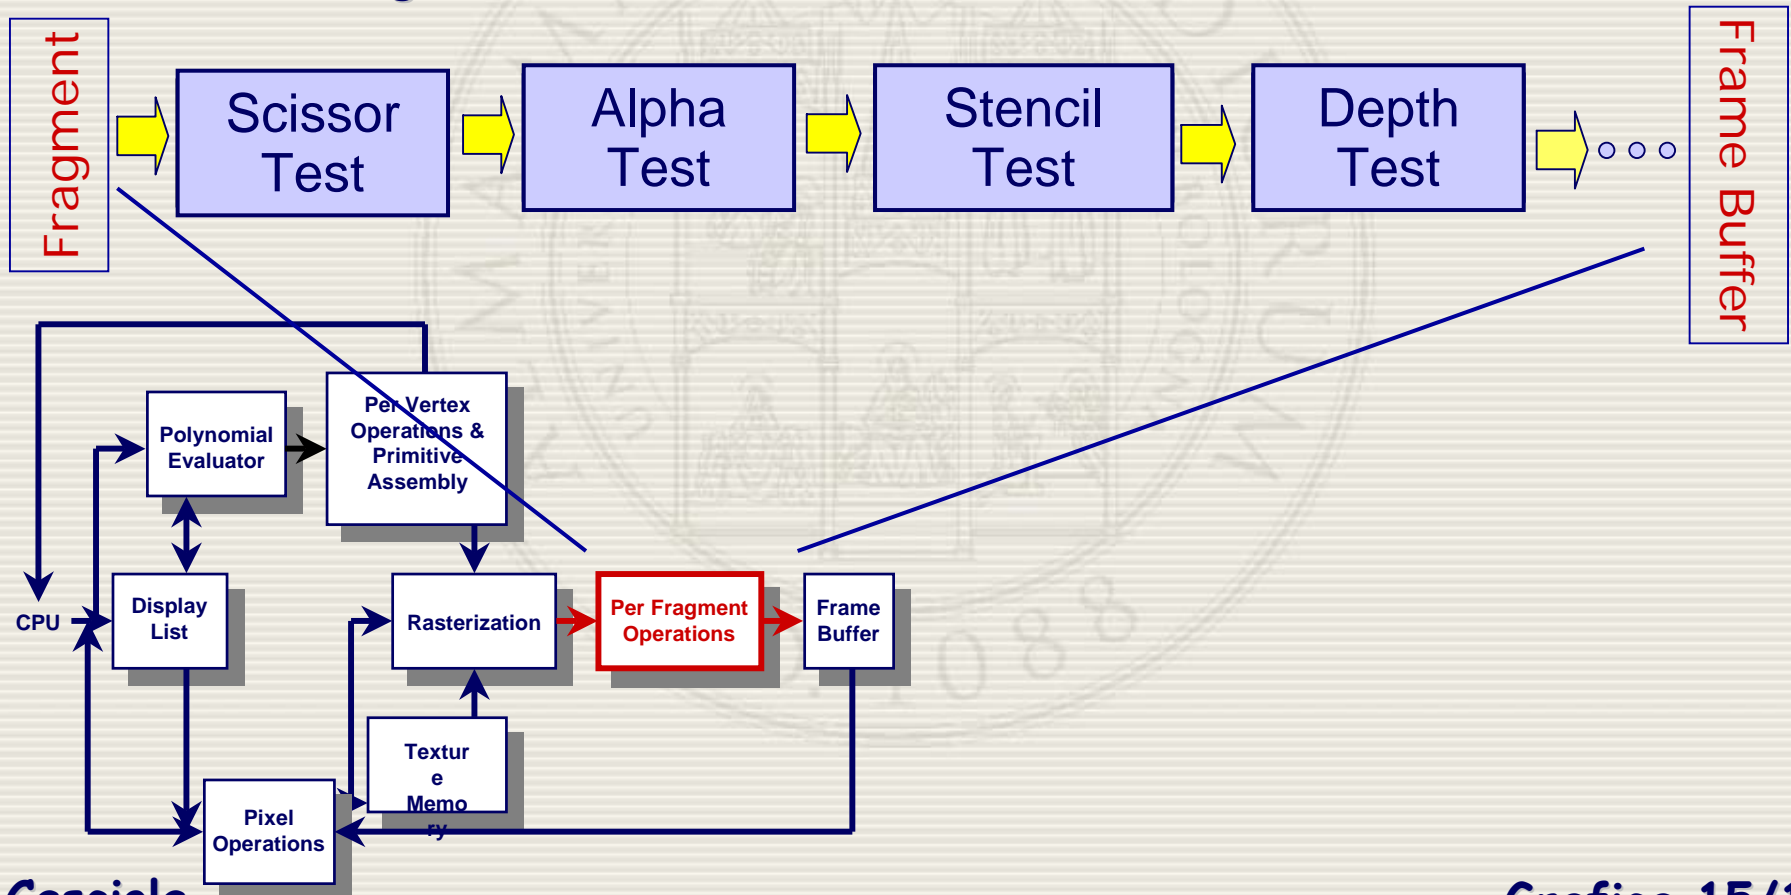 Fragment
Scissor
Test
Alpha
Test
Stencil
Test
Depth
Test
Frame Buffer
Polynomial
Evaluator
Per Vertex
Operations &
Primitive
Assembly
CPU
Display
List
Rasterization
Per Fragment
Operations
Frame
Buffer
Textur
e
Memo
ry
Pixel
Operations